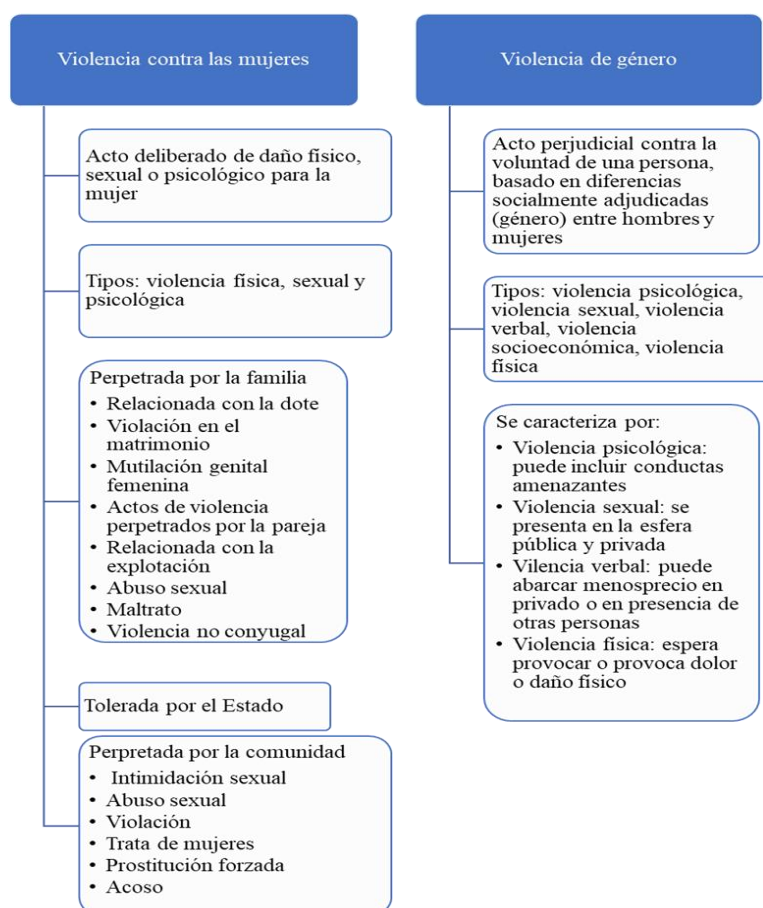 Violencia contra las mujeres
Acto deliberado de daño físico,
sexual o psicológico para la
mujer
Tipos: violencia física, sexual y
psicológica
Perpetrada por la familia
• Relacionada con la dote
• Violación en el
matrimonio
• Mutilación genital
femenina
• Actos de violencia
perpetrados por la pareja
• Relacionada con la
explotación
• Abuso sexual
• Maltrato
• Violencia no conyugal
Tolerada por el Estado
Perpretada por la comunidad
• Intimidación sexual
• Abuso sexual
• Violación
• Trata de mujeres
• Prostitución forzada
• Acoso
Violencia de género
Acto perjudicial contra la
voluntad de una persona,
basado en diferencias
socialmente adjudicadas
(género) entre hombres y
mujeres
Tipos: violencia psicológica,
violencia sexual, violencia
verbal, violencia
socioeconómica, violencia
física
Se caracteriza por:
• Violencia psicológica:
puede incluir conductas
amenazantes
• Violencia sexual: se
presenta en la esfera
pública y privada
• Vilencia verbal: puede
abarcar menosprecio en
privado o en presencia de
otras personas
• Violencia física: espera
provocar o provoca dolor
o daño físico